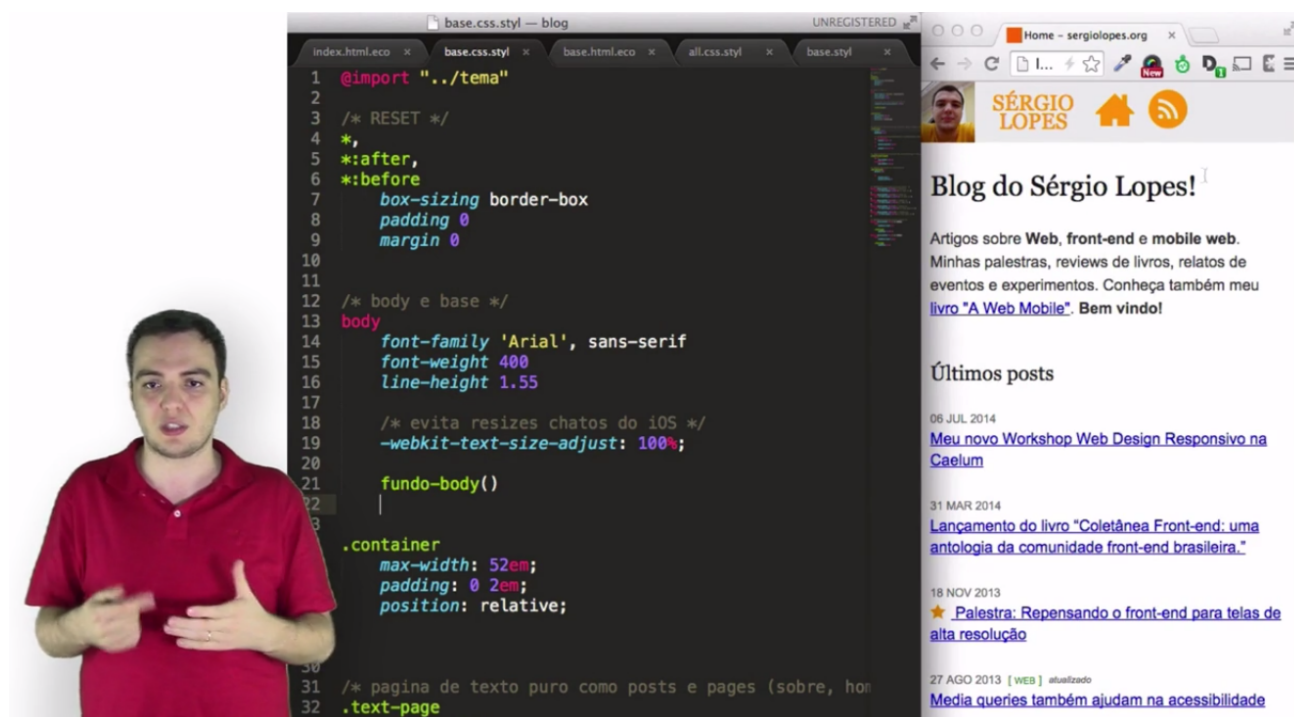 base.css.styl — blog
UNREGISTERED
index.html.eco ×
base.css.styl ×
base.html.eco ×
all.css.styl ×
base.styl ×
1 @import "../tema"
2
3 /* RESET */
4 *,
5 *:after,
6 *:before
7 box-sizing border-box
8 padding 0
9 margin 0
10
11
12 /* body e base */
13 body
14 font-family 'Arial', sans-serif
15 font-weight 400
16 line-height 1.55
17
18 /* evita resizes chatos do iOS */
19 -webkit-text-size-adjust: 100%;
20
21 fundo-body()
22
.container
max-width: 52em;
padding: 0 2em;
position: relative;
30
31 /* pagina de texto puro como posts e pages (sobre, hom
32 .text-page
Home – sergiolopes.org ×
New
SÉRGIO
LOPES
Blog do Sérgio Lopes!
Artigos sobre Web, front-end e mobile web.
Minhas palestras, reviews de livros, relatos de
eventos e experimentos. Conheça também meu
livro "A Web Mobile". Bem vindo!
Últimos posts
06 JUL 2014
Meu novo Workshop Web Design Responsivo na
Caelum
31 MAR 2014
Lançamento do livro "Coletânea Front-end: uma
antologia da comunidade front-end brasileira."
18 NOV 2013
Palestra: Repensando o front-end para telas de
alta resolução
27 AGO 2013 [ WEB ] atualizado
Media queries também ajudam na acessibilidade